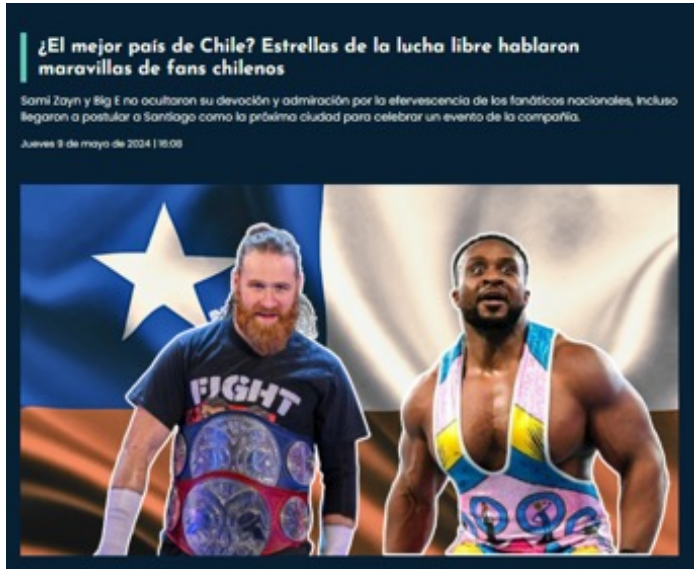 ¿El mejor país de Chile? Estrellas de la lucha libre hablaron
maravillas de fans chilenos
Sami Zayn y Big E no ocultaron su devoción y admiración por la efervescencia de los fanáticos nacionales, incluso
llegaron a postular a Santiago como la próxima ciudad para celebrar un evento de la compañía.
Jueves 9 de mayo de 2024 | 16:08
FIGHT